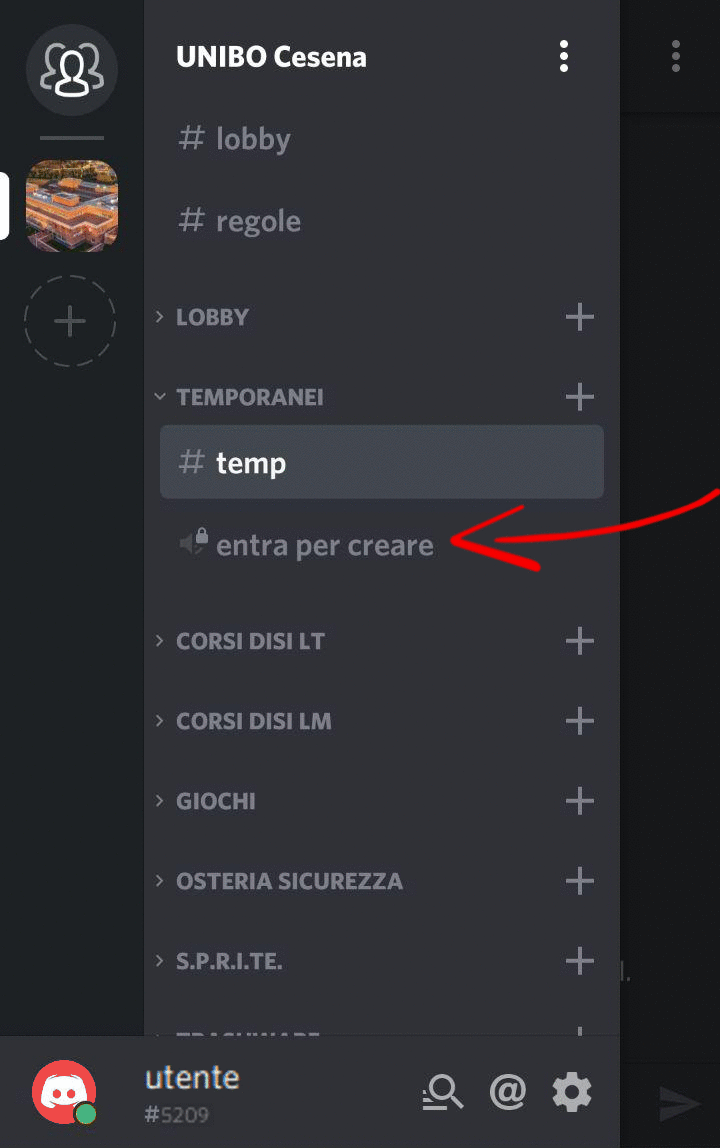 UNIBO Cesena
# lobby
# regole
LOBBY
TEMPORANEI
# temp
entra per creare
CORSI DISI LT
CORSI DISI LM
GIOCHI
OSTERIA SICUREZZA
S.P.R.I.TE.
utente
#5209